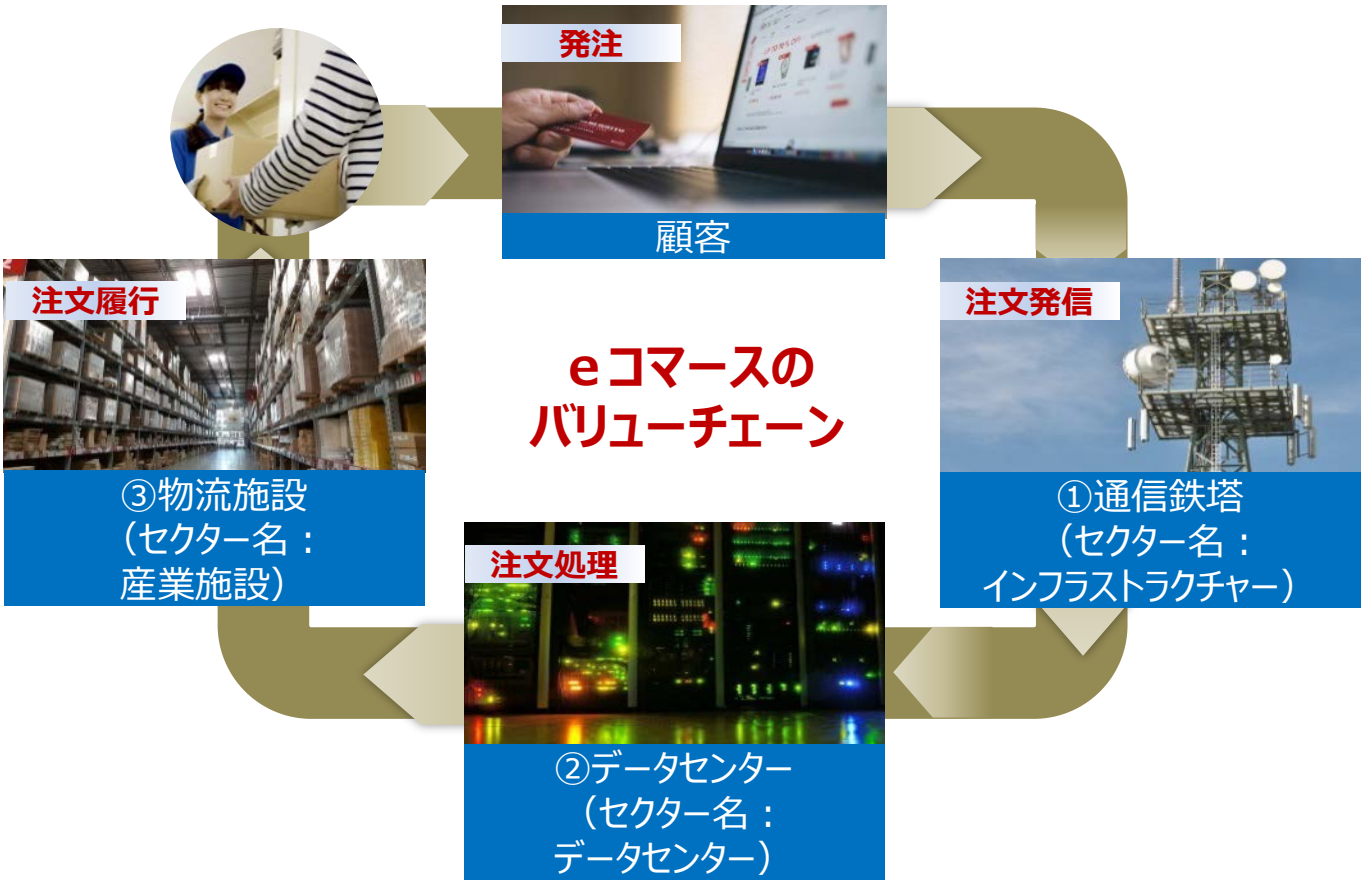 発注
顧客
注文発信
①通信鉄塔
（セクター名：
インフラストラクチャー）
eコマースの
バリューチェーン
注文処理
②データセンター
（セクター名：
データセンター）
注文履行
③物流施設
（セクター名：
産業施設）